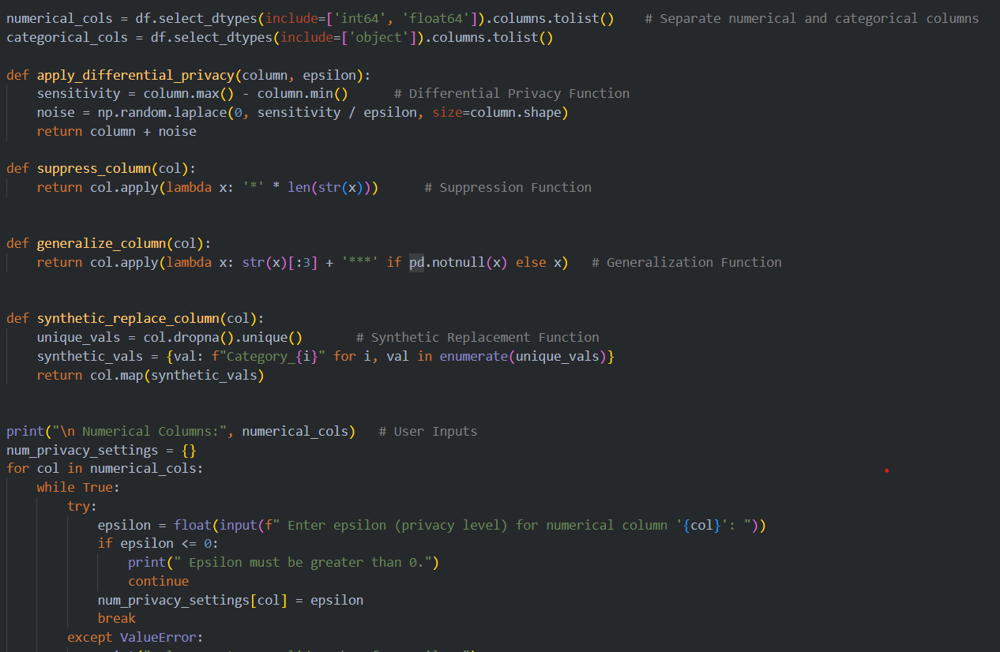 numerical_cols = df.select_dtypes(include=['int64', 'float64']).columns.tolist()    # Separate numerical and categorical columns
categorical_cols = df.select_dtypes(include=['object']).columns.tolist()

def apply_differential_privacy(column, epsilon):
    sensitivity = column.max() - column.min()      # Differential Privacy Function
    noise = np.random.laplace(0, sensitivity / epsilon, size=column.shape)
    return column + noise

def suppress_column(col):
    return col.apply(lambda x: '*' * len(str(x)))      # Suppression Function


def generalize_column(col):
    return col.apply(lambda x: str(x)[:3] + '***' if pd.notnull(x) else x)   # Generalization Function


def synthetic_replace_column(col):
    unique_vals = col.dropna().unique()       # Synthetic Replacement Function
    synthetic_vals = {val: f"Category_{i}" for i, val in enumerate(unique_vals)}
    return col.map(synthetic_vals)


print("\n Numerical Columns:", numerical_cols)   # User Inputs
num_privacy_settings = {}
for col in numerical_cols:
    while True:
        try:
            epsilon = float(input(f" Enter epsilon (privacy level) for numerical column '{col}': "))
            if epsilon <= 0:
                print(" Epsilon must be greater than 0.")
                continue
            num_privacy_settings[col] = epsilon
            break
        except ValueError: